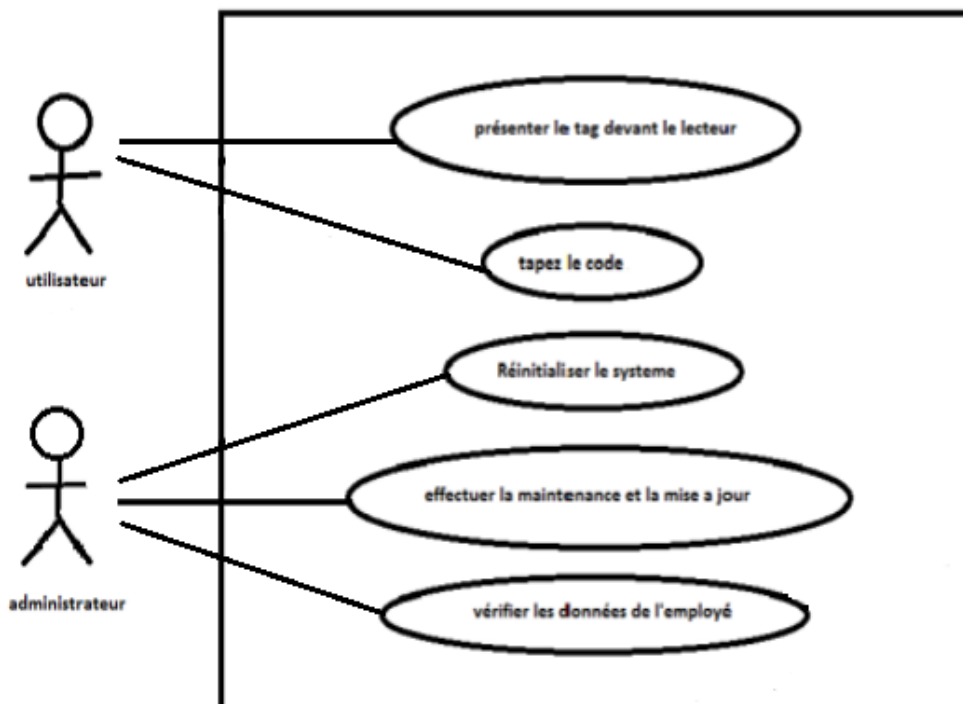 présenter le tag devant le lecteur
utilisateur
tapez le code
Réinitialiser le systeme
effectuer la maintenance et la mise a jour
administrateur
vérifier les données de l'employé